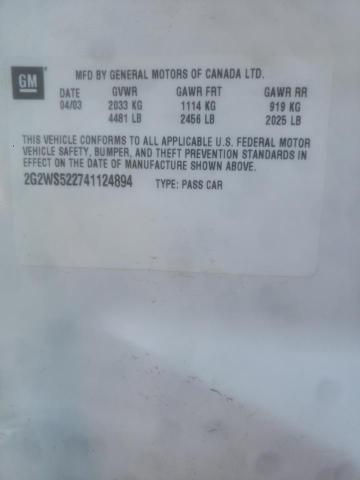 GM MFD BY GENERAL MOTORS OF CANADA LTD.
DATE GVWR GAWR FRT GAWR RR
04/03 2033 KG 1114 KG 919 KG
4481 LB 2456 LB 2025 LB
THIS VEHICLE CONFORMS TO ALL APPLICABLE U.S. FEDERAL MOTOR
VEHICLE SAFETY, BUMPER, AND THEFT PREVENTION STANDARDS IN
EFFECT ON THE DATE OF MANUFACTURE SHOWN ABOVE.
2G2WS522741124894 TYPE: PASS CAR